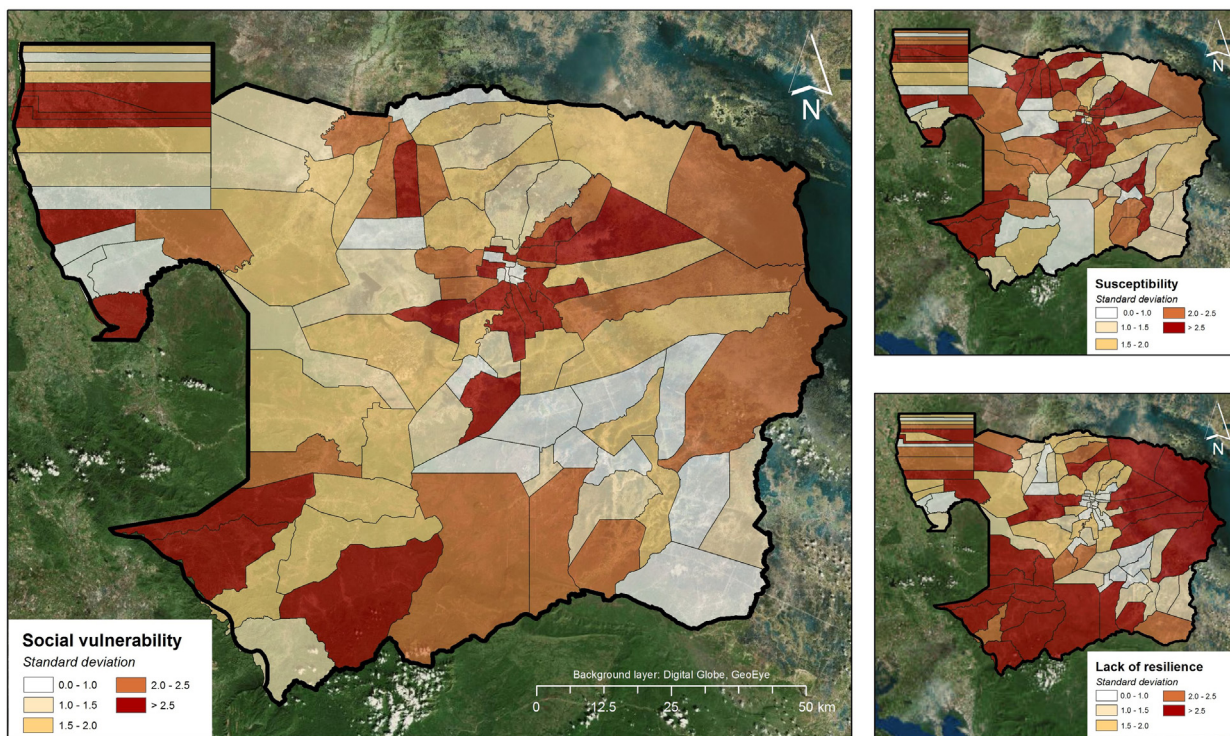 N
Social vulnerability
Standard deviation
0.0 - 1.0
2.0 - 2.5
1.0 - 1.5
> 2.5
1.5 - 2.0
Background layer: Digital Globe, GeoEye
0 12.5 25 50 km
N
Susceptibility
Standard deviation
0.0 - 1.0
2.0 - 2.5
1.0 - 1.5
> 2.5
1.5 - 2.0
N
Lack of resilience
Standard deviation
0.0 - 1.0
2.0 - 2.5
1.0 - 1.5
> 2.5
1.5 - 2.0